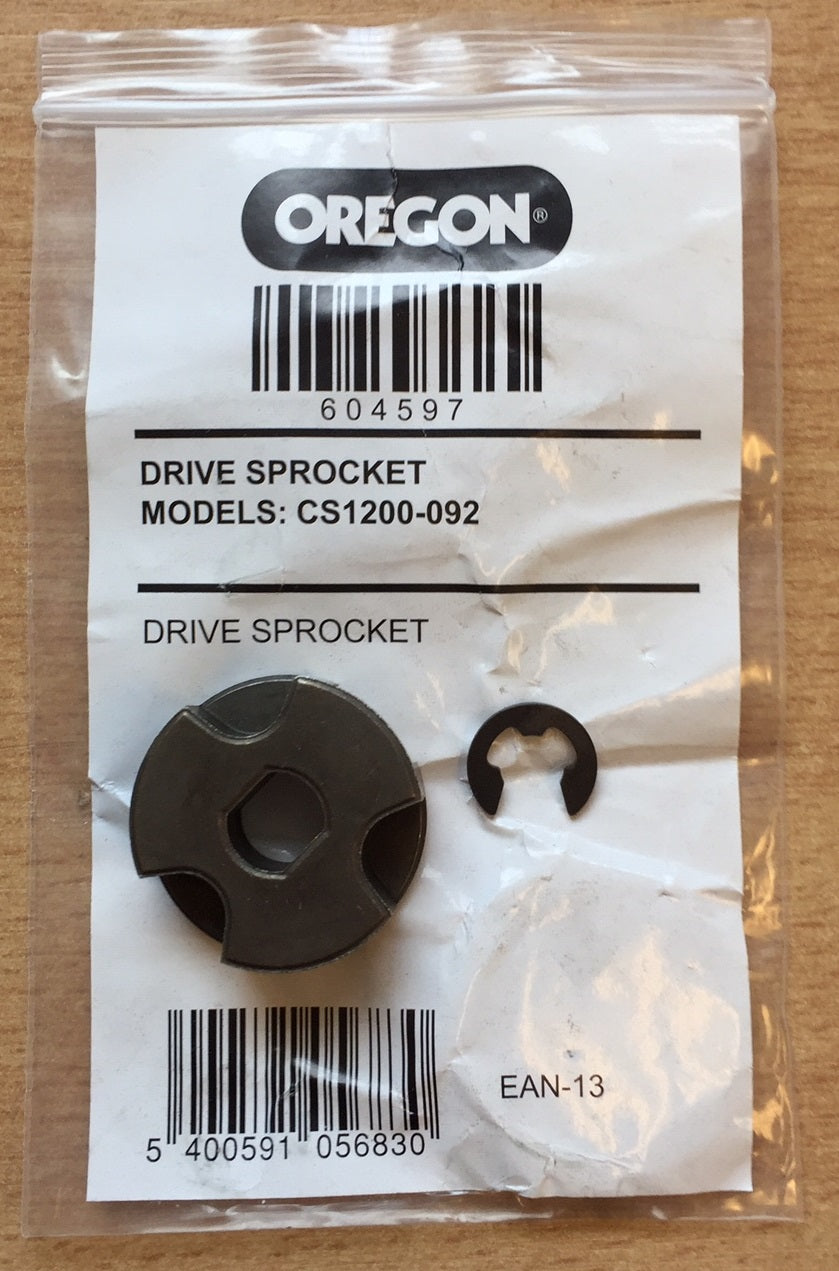 OREGON®
604597
DRIVE SPROCKET
MODELS: CS1200-092
DRIVE SPROCKET
EAN-13
5 400591 056830